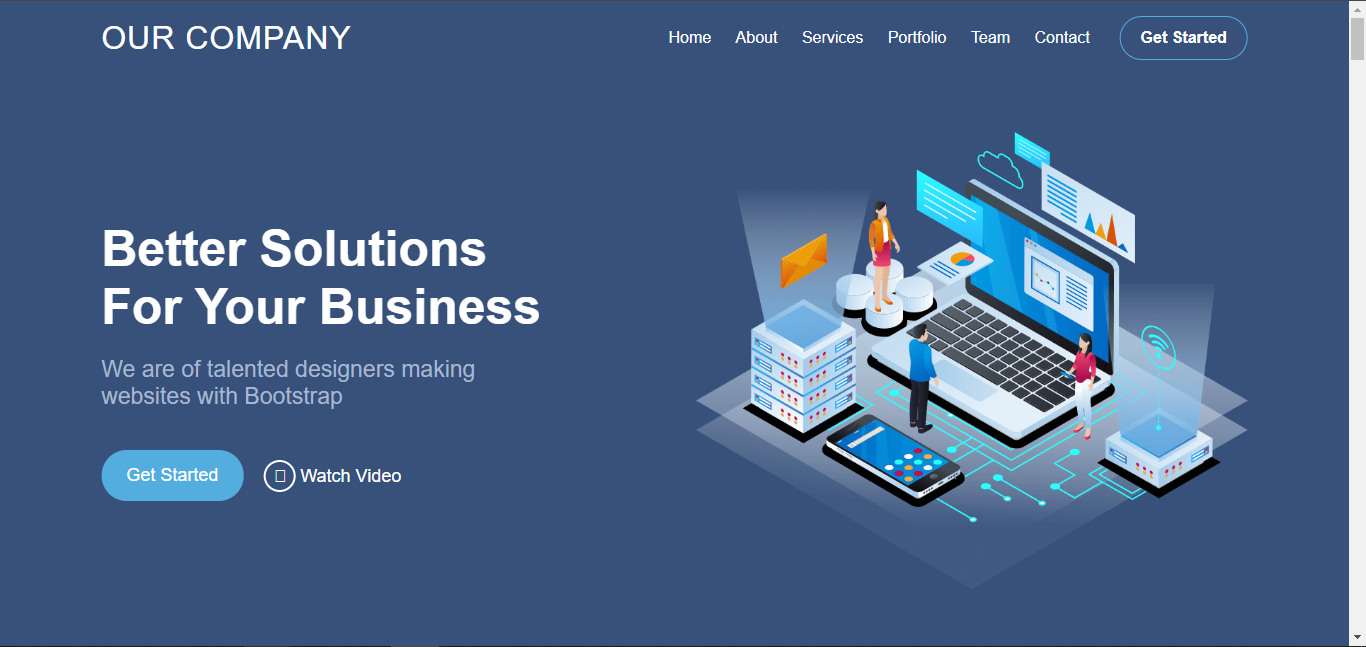 OUR COMPANY
Home About Services Portfolio Team Contact Get Started
Better Solutions
For Your Business
We are of talented designers making
websites with Bootstrap
Get Started Watch Video